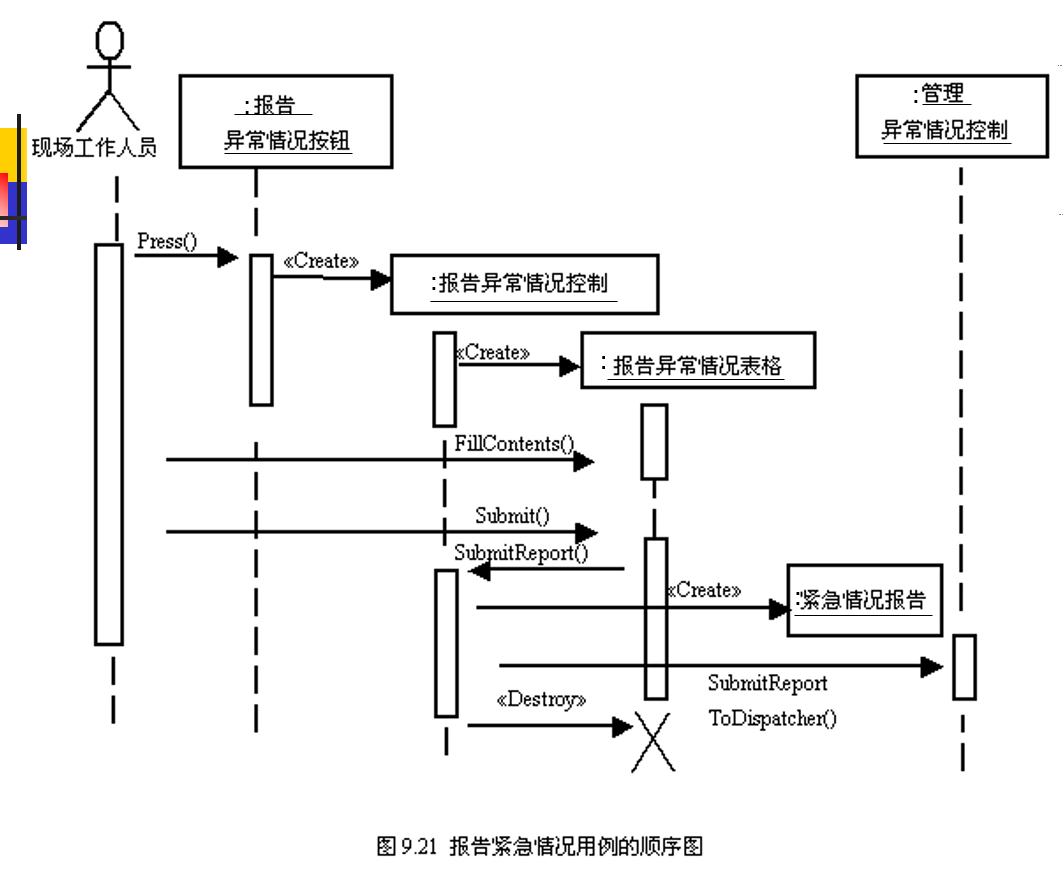 :报告
异常情况按钮
:管理
异常情况控制
现场工作人员
Press()
«Create»
:报告异常情况控制
«Create»
:报告异常情况表格
FillContents()
Submit()
SubmitReport()
«Create»
:紧急情况报告
SubmitReport
ToDispatcher()
«Destroy»
图 9.21 报告紧急情况用例的顺序图